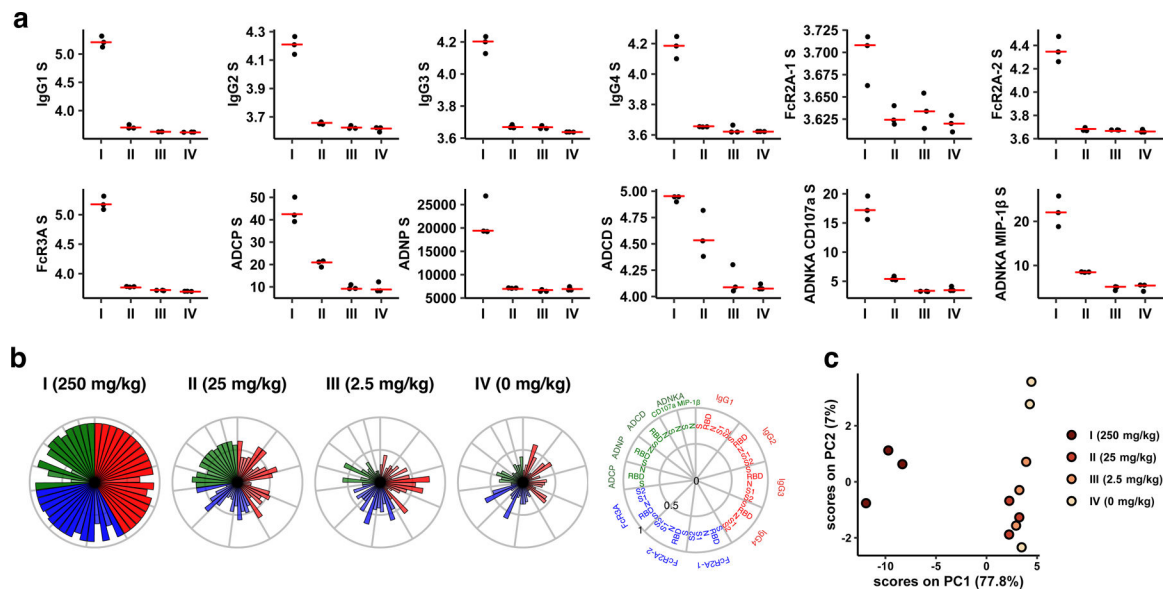 a
IgG1 S
5.0
4.5
4.0
I II III IV
IgG2 S
4.3
4.1
3.9
3.7
I II III IV
IgG3 S
4.2
4.0
3.8
3.6
I II III IV
IgG4 S
4.2
4.0
3.8
3.6
I II III IV
FcR2A-1 S
3.725
3.700
3.675
3.650
3.625
I II III IV
FcR2A-2 S
4.4
4.2
4.0
3.8
3.6
I II III IV
FcR3A S
5.0
4.5
4.0
I II III IV
ADCP S
50
40
30
20
10
I II III IV
ADNP S
25000
20000
15000
10000
5000
I II III IV
ADCD S
5.00
4.75
4.50
4.25
4.00
I II III IV
ADNKA CD107a S
20
15
10
5
I II III IV
ADNKA MIP-1β S
20
10
I II III IV
b
I (250 mg/kg)
II (25 mg/kg)
III (2.5 mg/kg)
IV (0 mg/kg)
ADNKA
CD107a MIP-1β
IgG1
IgG2
IgG3
IgG4
FcR2A-1
FcR2A-2
FcR3A
ADCP
ADNP
ADCD
RBD
0
0.5
1
c
scores on PC2 (7%)
2
0
-2
-10 -5 0 5
scores on PC1 (77.8%)
I (250 mg/kg)
II (25 mg/kg)
III (2.5 mg/kg)
IV (0 mg/kg)